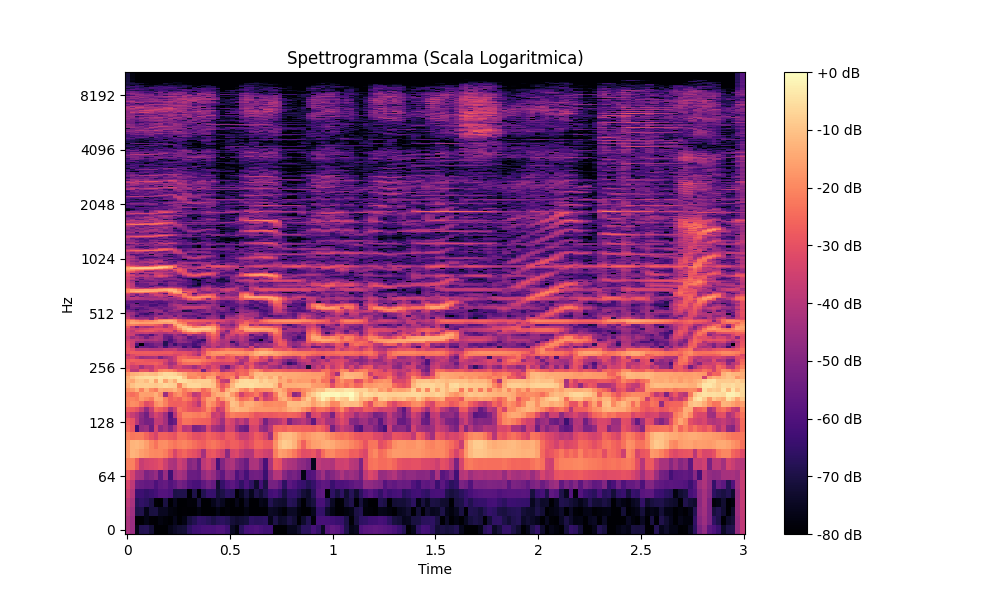 Spettrogramma (Scala Logaritmica)
Hz
8192
4096
2048
1024
512
256
128
64
0
0 0.5 1 1.5 2 2.5 3
Time
+0 dB
-10 dB
-20 dB
-30 dB
-40 dB
-50 dB
-60 dB
-70 dB
-80 dB